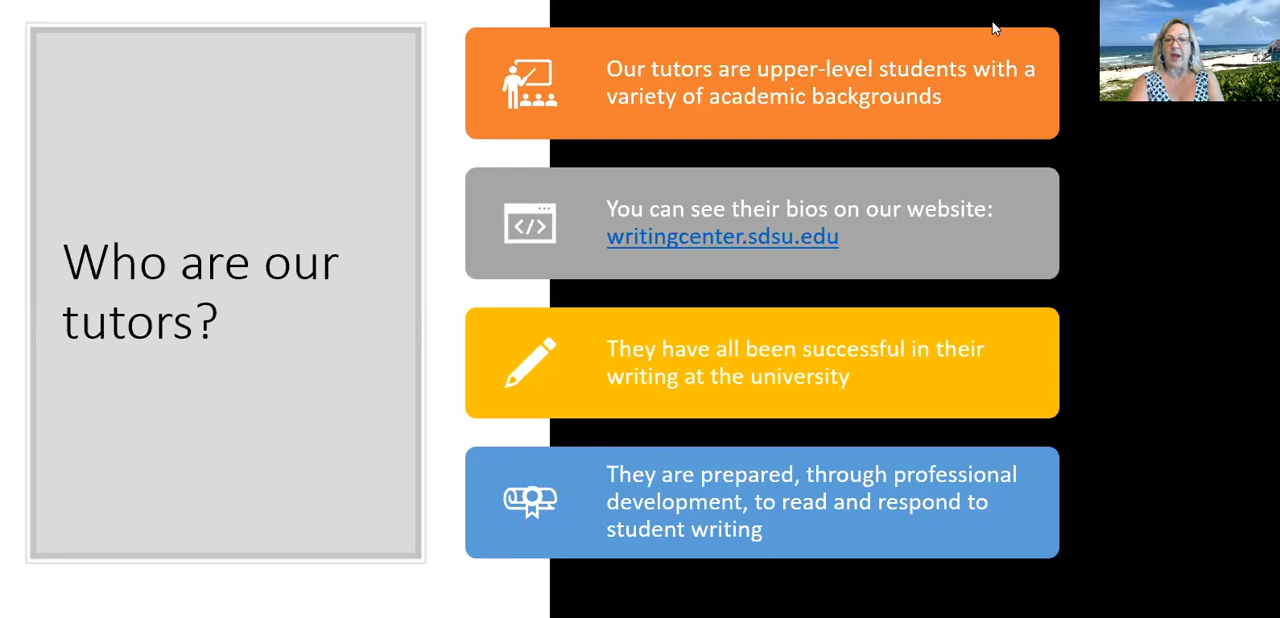 Who are our
tutors?
Our tutors are upper-level students with a
variety of academic backgrounds
You can see their bios on our website:
writingcenter.sdsu.edu
They have all been successful in their
writing at the university
They are prepared, through professional
development, to read and respond to
student writing